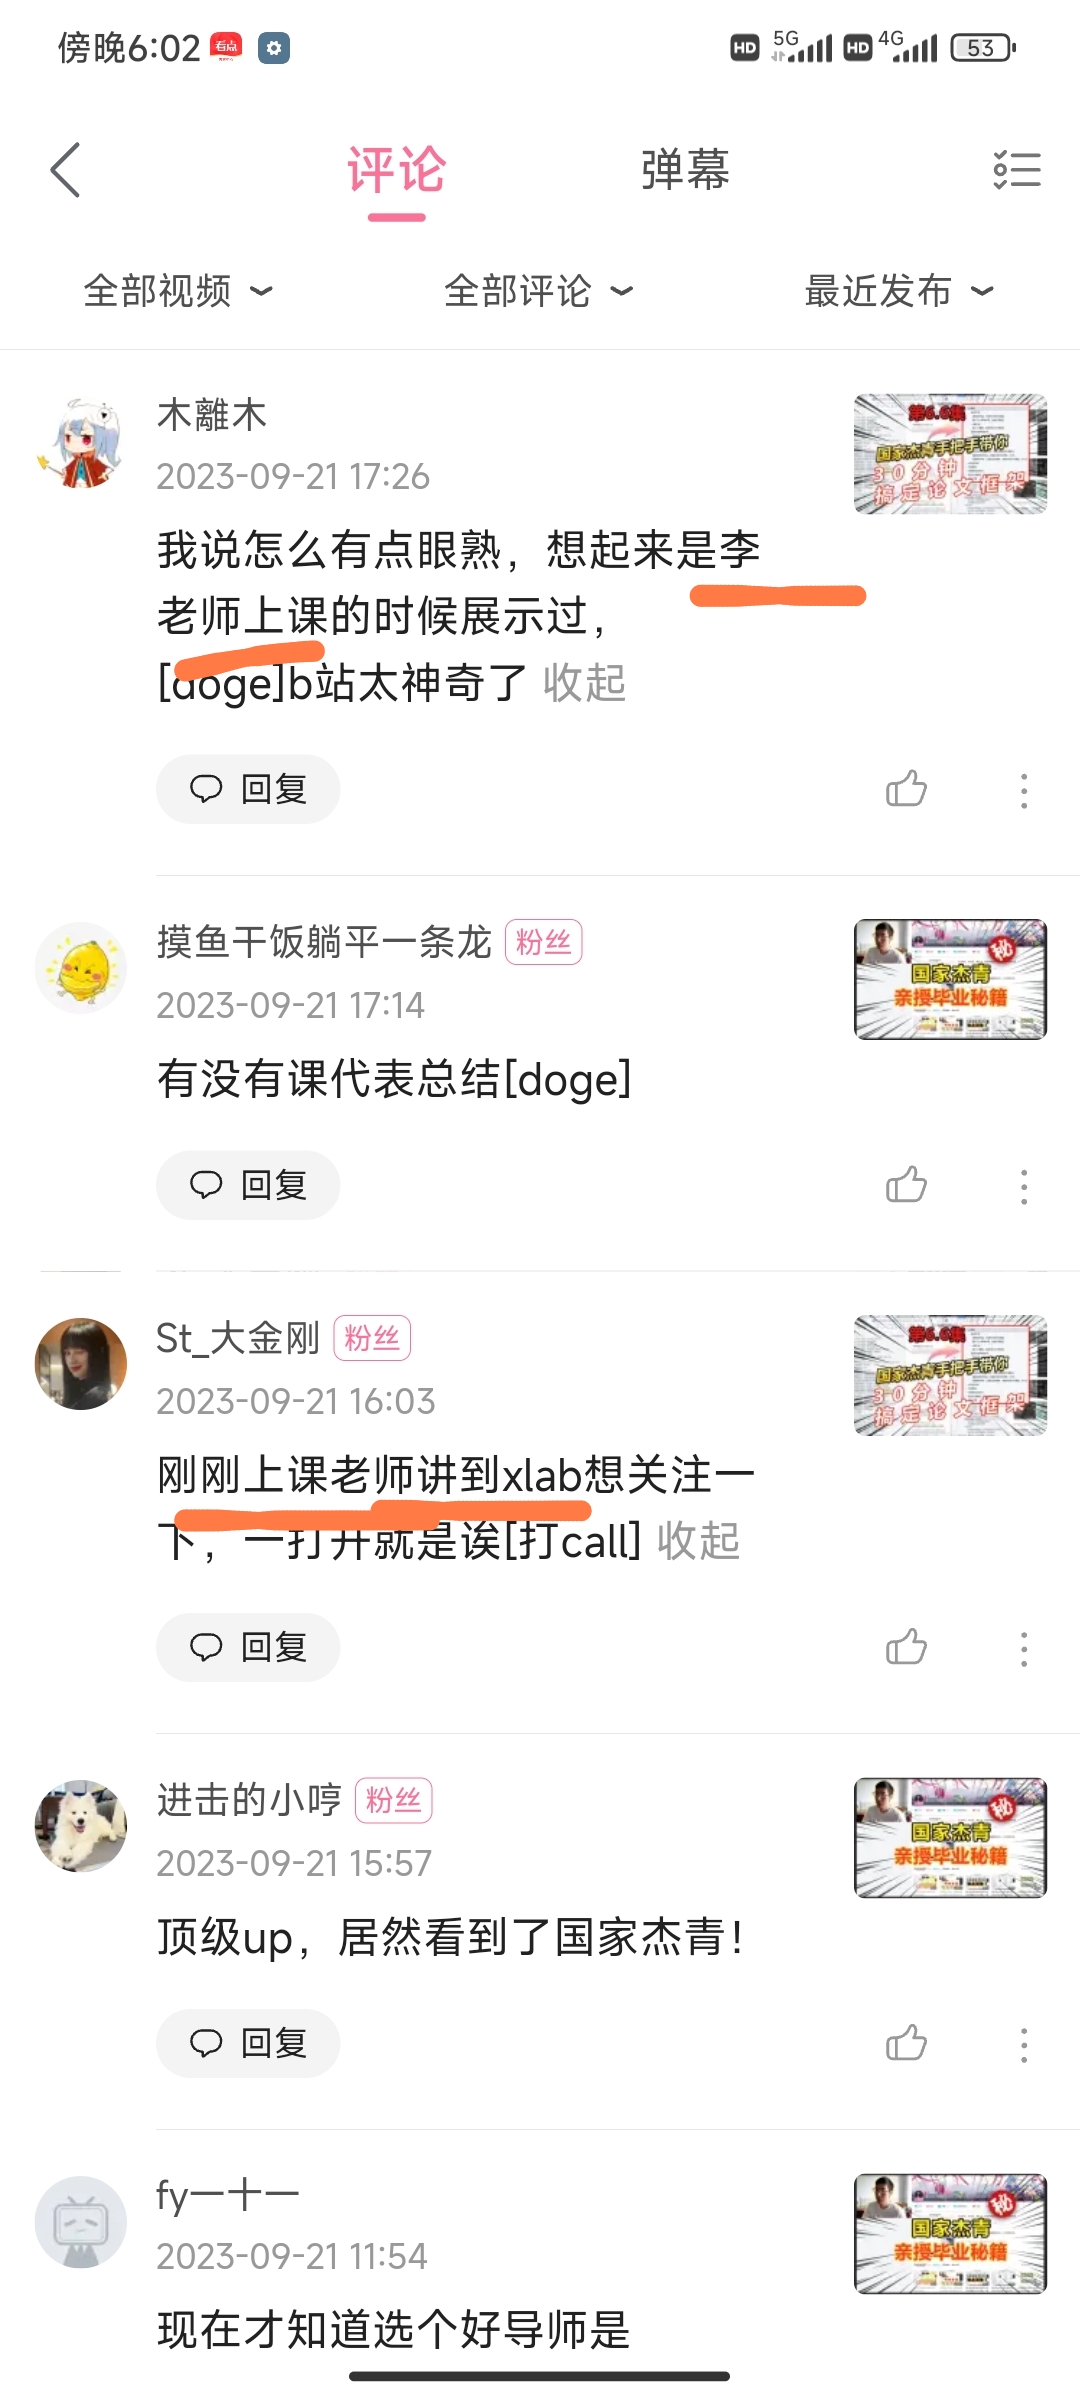 傍晚6:02 看点 HD 5G HD 4G 53
评论 弹幕
全部视频 全部评论 最近发布
木離木
2023-09-21 17:26
第6.6集
国家杰青手把手带你
30分钟
搞定论文框架
我说怎么有点眼熟，想起来是李
老师上课的时候展示过，
[doge]b站太神奇了 收起
回复
摸鱼干饭躺平一条龙 粉丝
2023-09-21 17:14
秘
国家杰青
亲授毕业秘籍
有没有课代表总结[doge]
回复
St_大金刚 粉丝
2023-09-21 16:03
第6.6集
国家杰青手把手带你
30分钟
搞定论文框架
刚刚上课老师讲到xlab想关注一
下，一打开就是诶[打call] 收起
回复
进击的小哼 粉丝
2023-09-21 15:57
秘
国家杰青
亲授毕业秘籍
顶级up，居然看到了国家杰青！
回复
fy一十一
2023-09-21 11:54
秘
国家杰青
亲授毕业秘籍
现在才知道选个好导师是